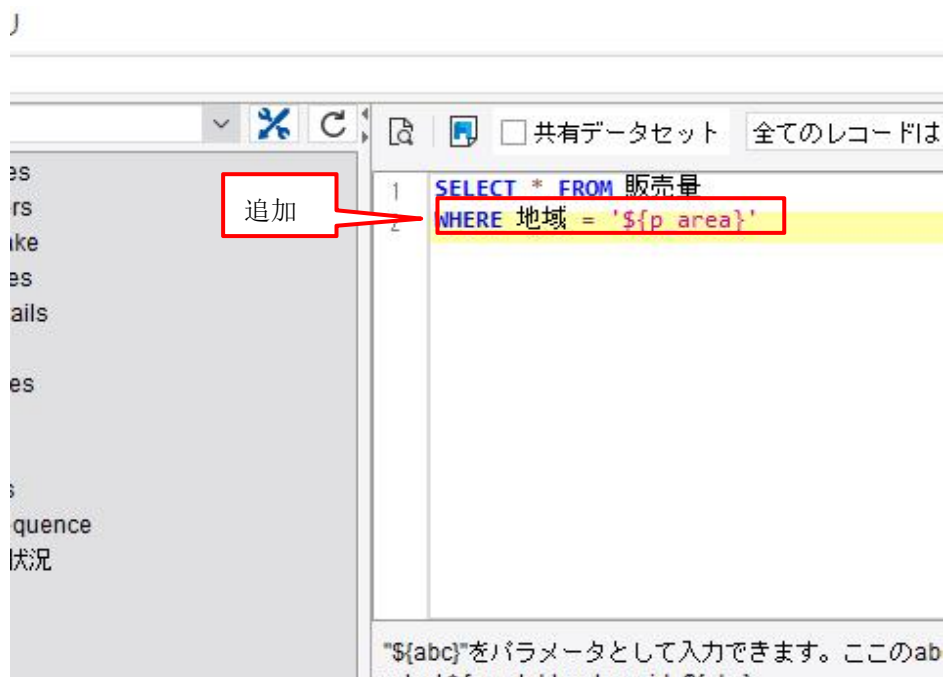 リ
共有データセット 全てのレコードは
es
rs
ike
es
ails
es
s
quence
状況
追加
1 SELECT * FROM 販売量
2 WHERE 地域 = '${p_area}'
"${abc}"をパラメータとして入力できます。ここのab